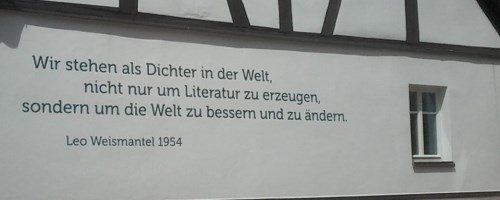 Wir stehen als Dichter in der Welt,
nicht nur um Literatur zu erzeugen,
sondern um die Welt zu bessern und zu ändern.
Leo Weismantel 1954